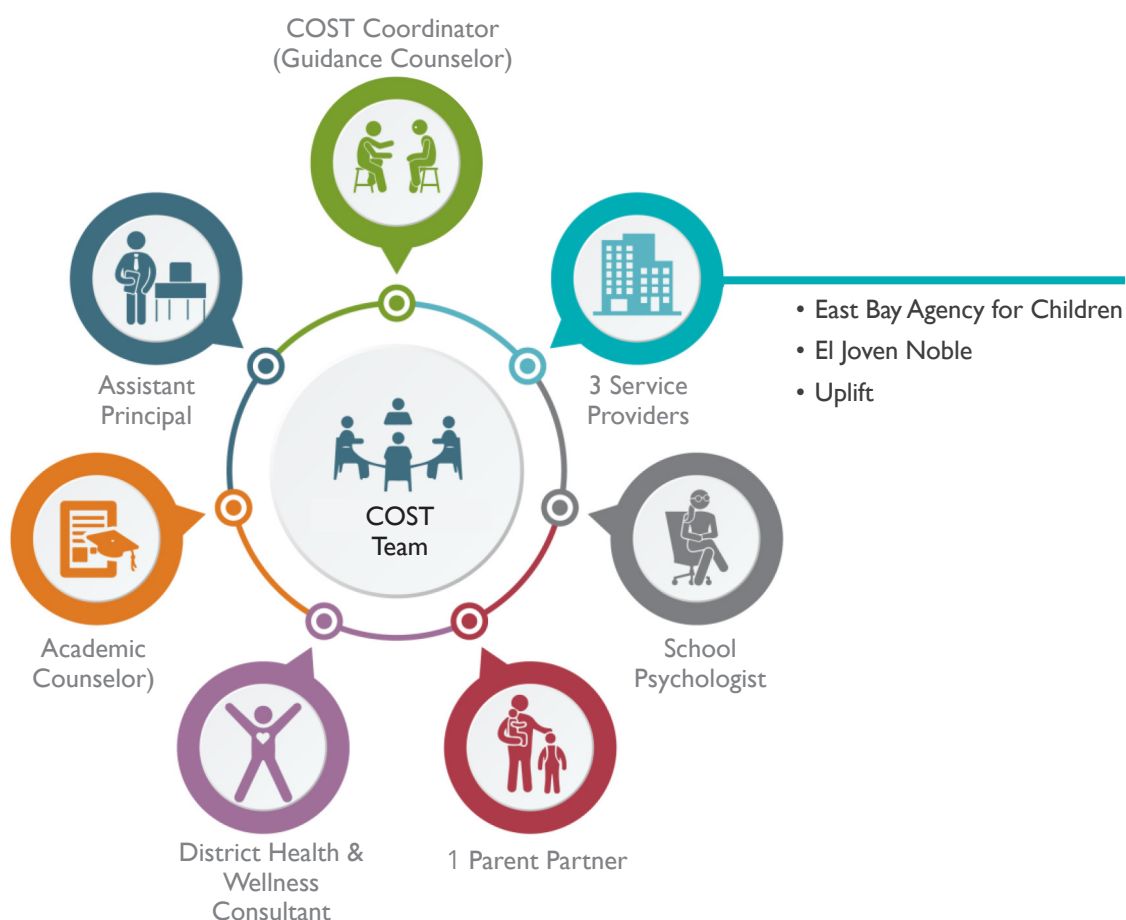 COST Coordinator
(Guidance Counselor)
Assistant
Principal
3 Service
Providers
• East Bay Agency for Children
• El Joven Noble
• Uplift
COST
Team
Academic
Counselor)
School
Psychologist
District Health &
Wellness
Consultant
1 Parent Partner